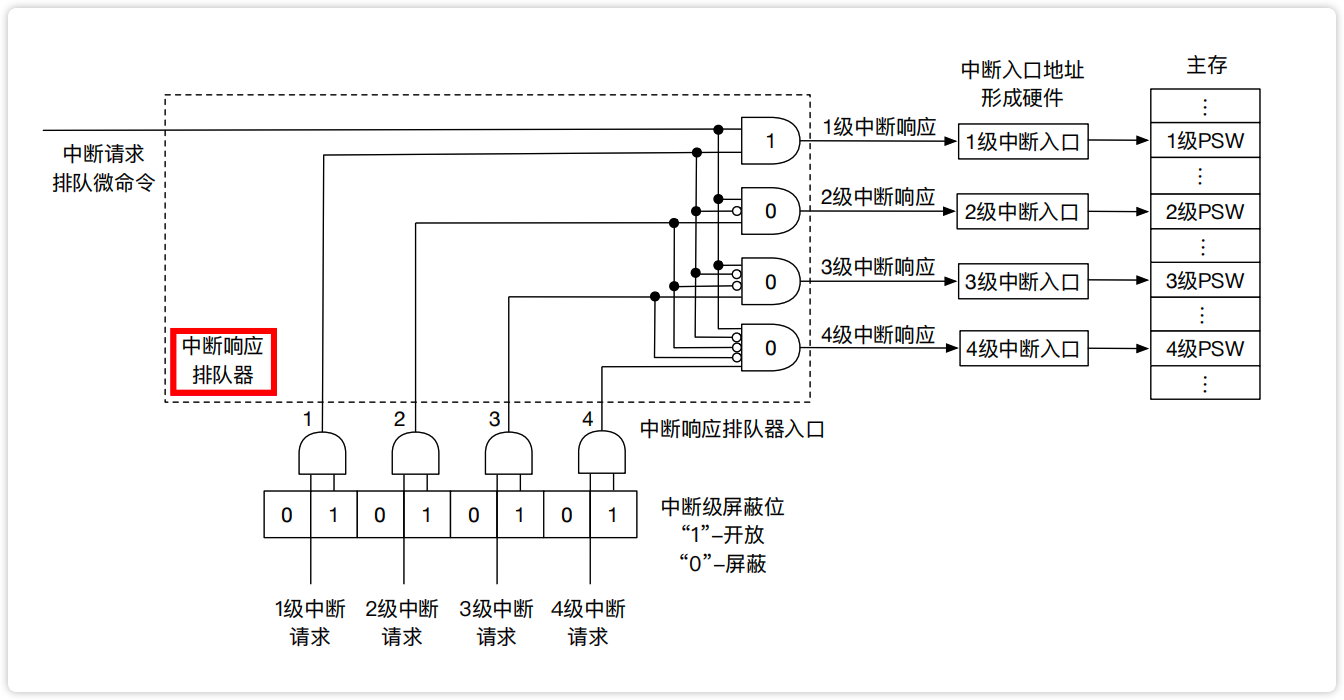 中断请求
排队微命令
中断响应
排队器
1
0
0
0
1级中断响应
2级中断响应
3级中断响应
4级中断响应
中断入口地址
形成硬件
1级中断入口
2级中断入口
3级中断入口
4级中断入口
主存
⋮
1级PSW
⋮
2级PSW
⋮
3级PSW
⋮
4级PSW
⋮
1 2 3 4
中断响应排队器入口
0 1 0 1 0 1 0 1
中断级屏蔽位
“1”–开放
“0”–屏蔽
1级中断
请求
2级中断
请求
3级中断
请求
4级中断
请求